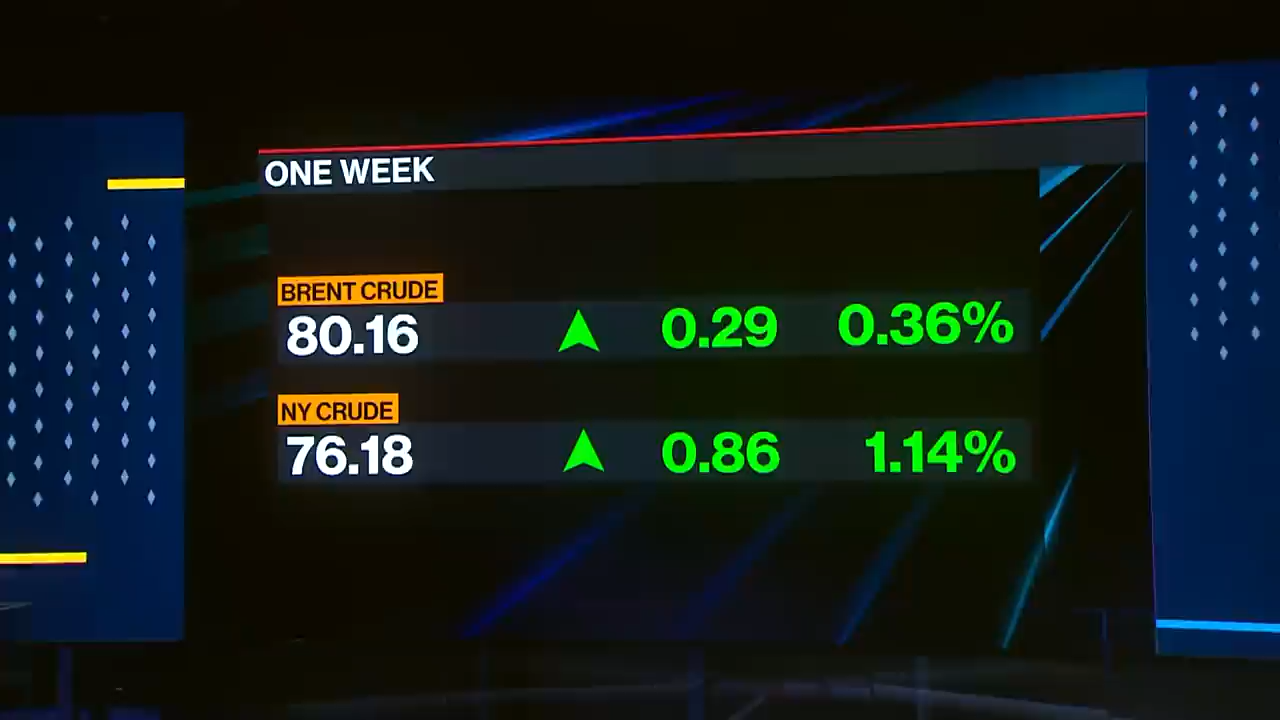 ONE WEEK
BRENT CRUDE
80.16 0.29 0.36%
NY CRUDE
76.18 0.86 1.14%